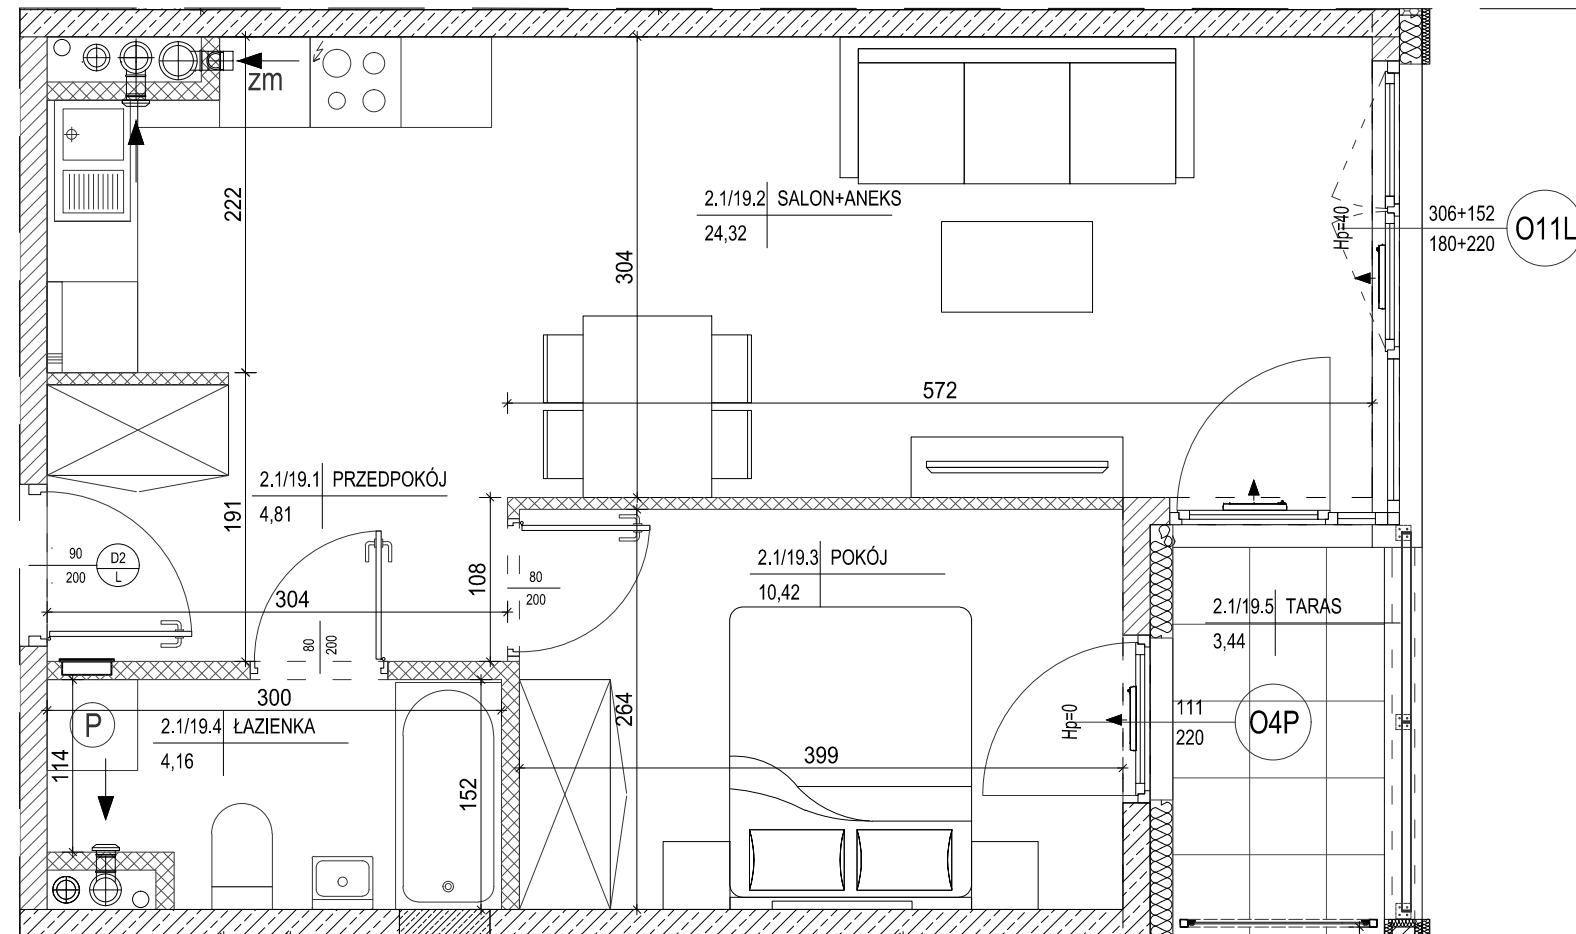 zm
222
2.1/19.2 SALON+ANEKS
24,32
304
Hp=40
306+152
180+220
O11L
572
2.1/19.1 PRZEDPOKÓJ
4,81
191
90
200
D2
L
304
80
200
108
80
200
2.1/19.3 POKÓJ
10,42
2.1/19.5 TARAS
3,44
300
P
2.1/19.4 ŁAZIENKA
4,16
114
152
264
399
Hp=0
111
220
O4P